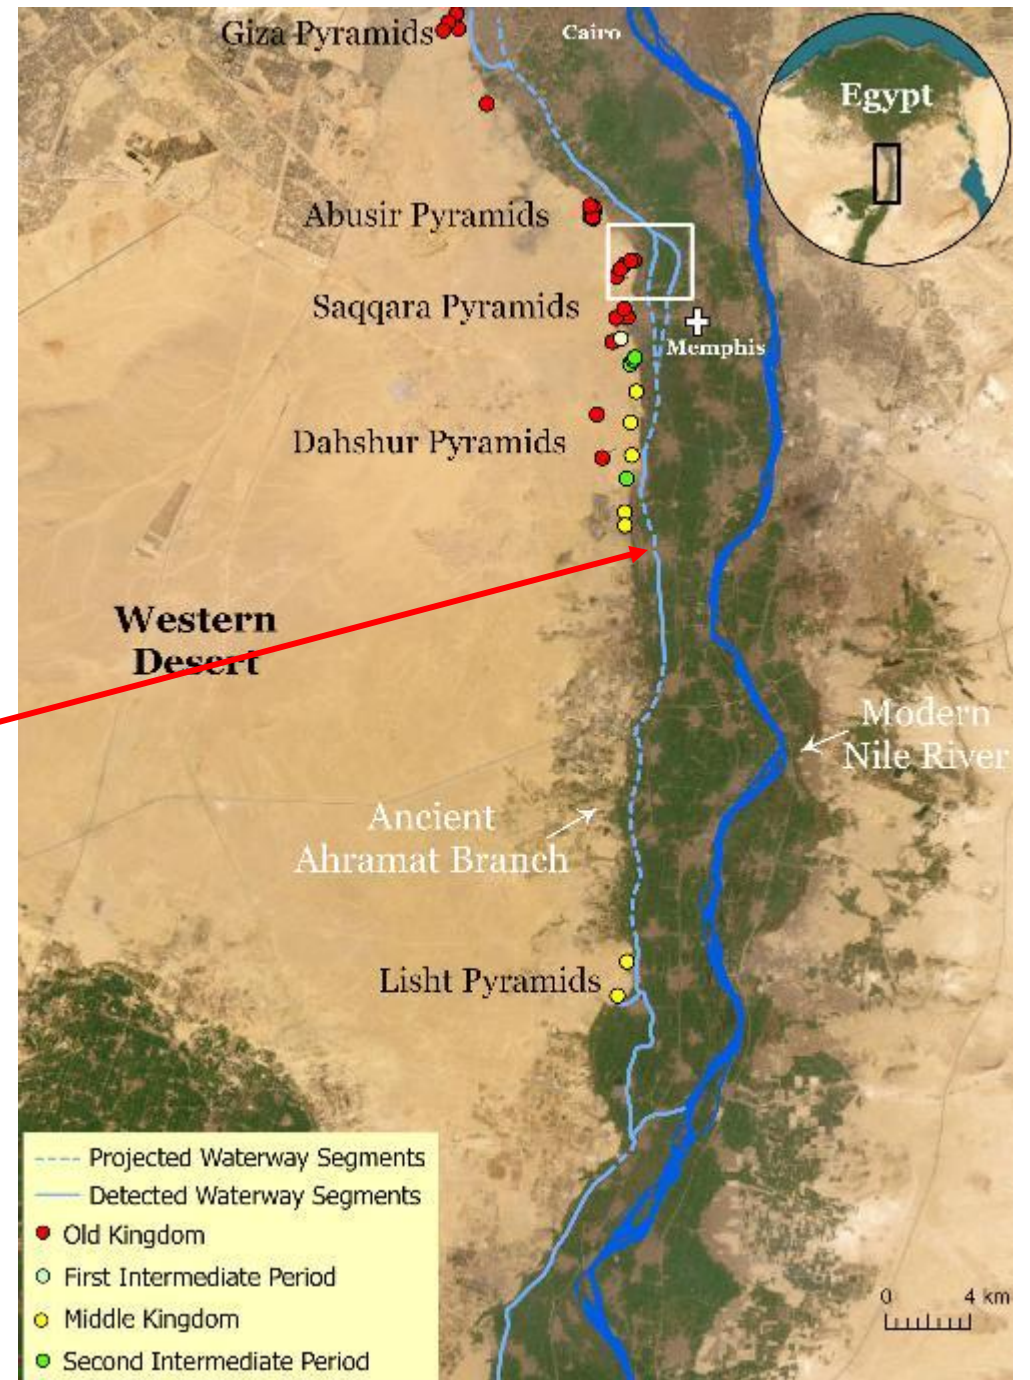 Giza Pyramids
Cairo
Egypt
Abusir Pyramids
Saqqara Pyramids
Memphis
Dahshur Pyramids
Western
Desert
Modern
Nile River
Ancient
Ahramat Branch
Lisht Pyramids
Projected Waterway Segments
Detected Waterway Segments
Old Kingdom
First Intermediate Period
Middle Kingdom
Second Intermediate Period
0 4 km